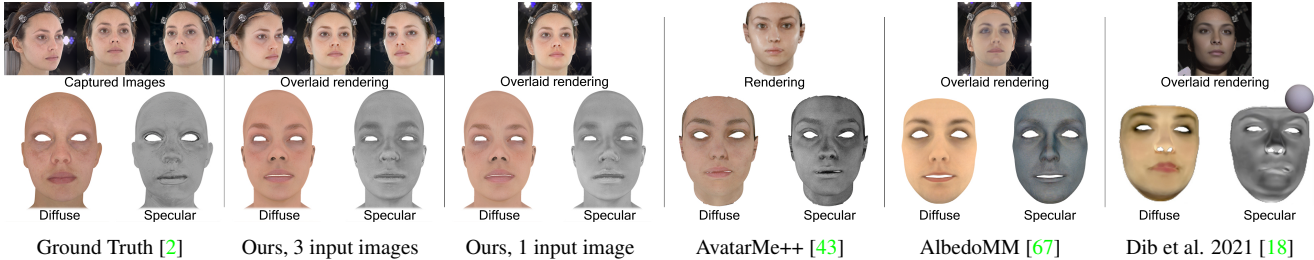 Captured Images
Overlaid rendering
Overlaid rendering
Rendering
Overlaid rendering
Overlaid rendering
Diffuse Specular
Diffuse Specular
Diffuse Specular
Diffuse Specular
Diffuse Specular
Diffuse Specular
Ground Truth [2]
Ours, 3 input images
Ours, 1 input image
AvatarMe++ [43]
AlbedoMM [67]
Dib et al. 2021 [18]